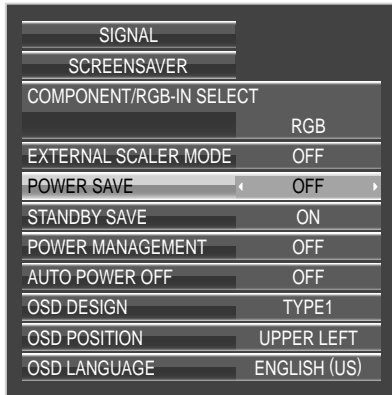 SIGNAL
SCREENSAVER
COMPONENT/RGB-IN SELECT
RGB
EXTERNAL SCALER MODE OFF
POWER SAVE OFF
STANDBY SAVE ON
POWER MANAGEMENT OFF
AUTO POWER OFF OFF
OSD DESIGN TYPE1
OSD POSITION UPPER LEFT
OSD LANGUAGE ENGLISH (US)